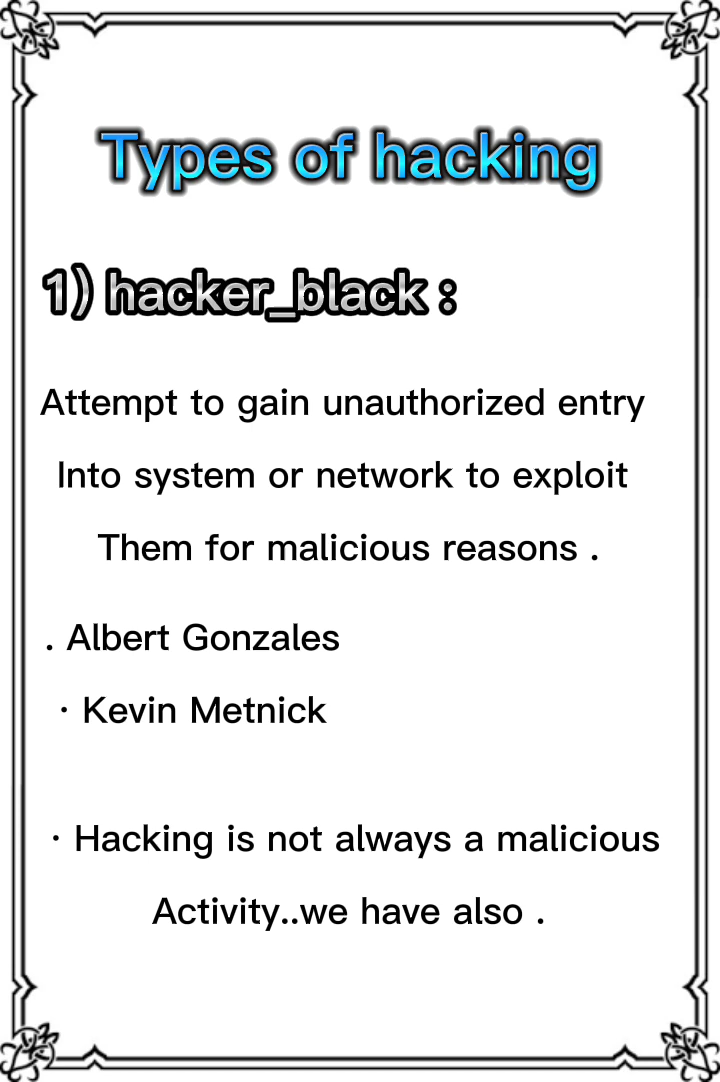 Types of hacking
1) hacker_black :
Attempt to gain unauthorized entry
Into system or network to exploit
Them for malicious reasons .
. Albert Gonzales
· Kevin Metnick
· Hacking is not always a malicious
Activity..we have also .